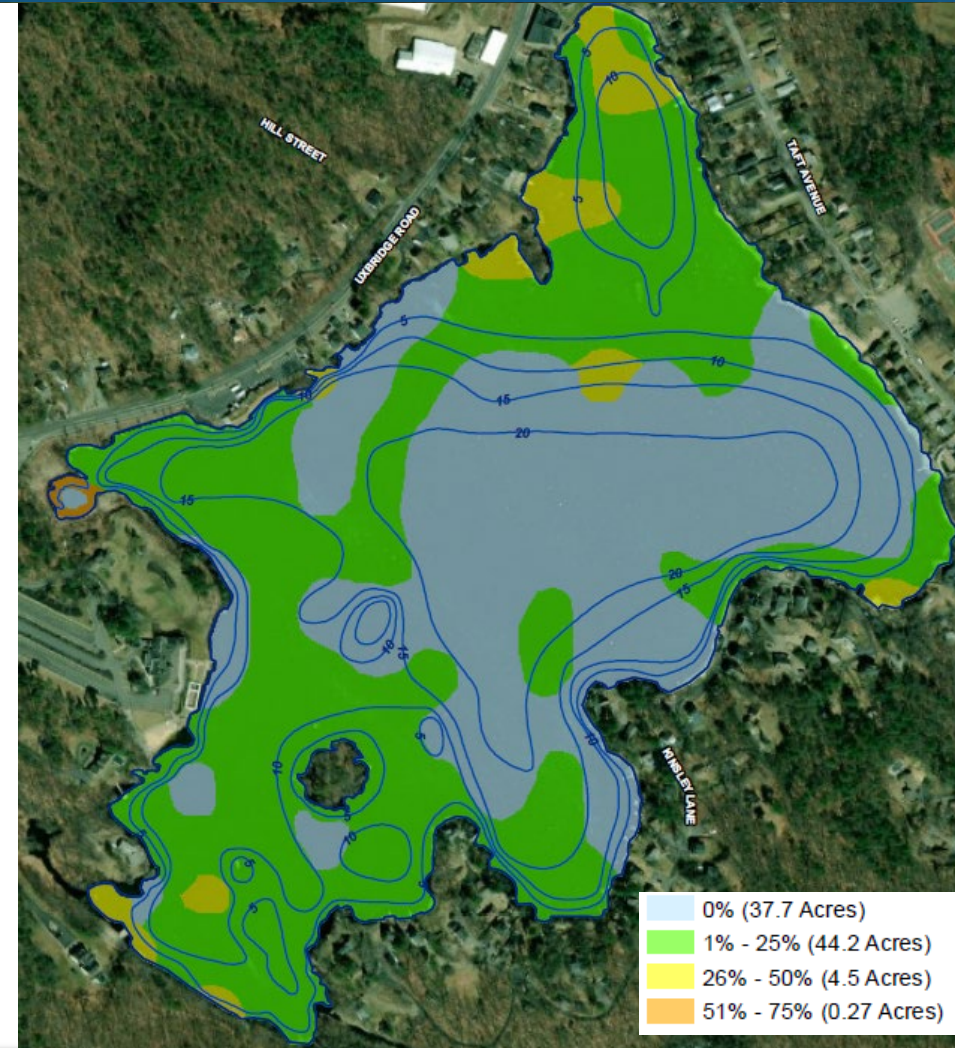 5
10
HILL STREET
TAFT AVENUE
5
UXBRIDGE ROAD
5
10
10
15
20
15
20
15
10
15
5
10
10
KINSLEY LANE
5
10
5
5
0% (37.7 Acres)
1% - 25% (44.2 Acres)
26% - 50% (4.5 Acres)
51% - 75% (0.27 Acres)